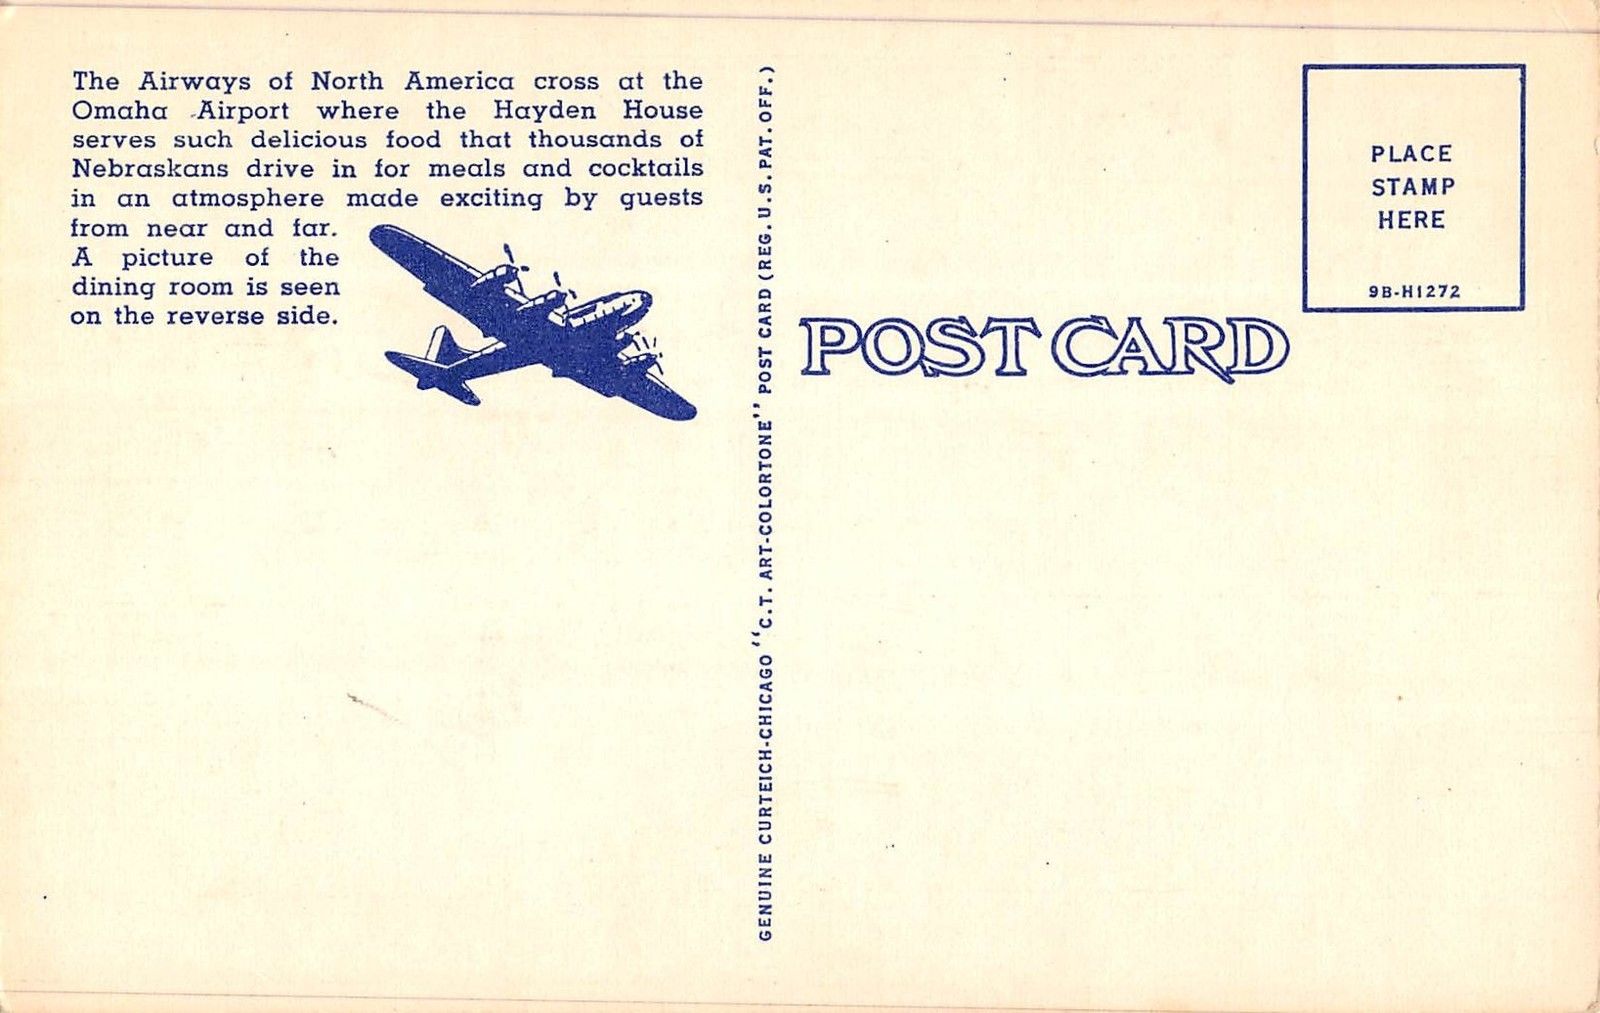 The Airways of North America cross at the
Omaha Airport where the Hayden House
serves such delicious food that thousands of
Nebraskans drive in for meals and cocktails
in an atmosphere made exciting by guests
from near and far.
A picture of the
dining room is seen
on the reverse side.
GENUINE CURTEICH-CHICAGO "C.T. ART-COLORTONE" POST CARD (REG. U.S. PAT. OFF.)
POST CARD
PLACE
STAMP
HERE
9B-H1272